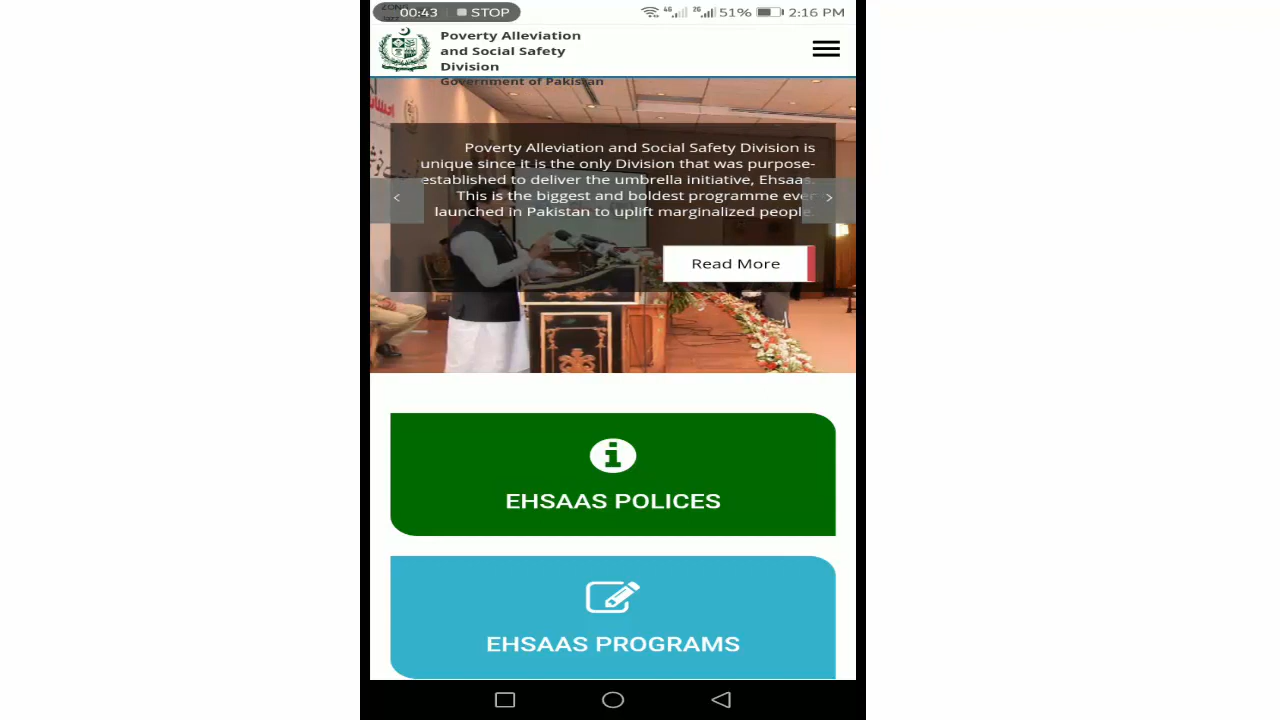 00:43 STOP 4G 2G 51% 2:16 PM
Poverty Alleviation
and Social Safety
Division
Government of Pakistan
Poverty Alleviation and Social Safety Division is
unique since it is the only Division that was purpose-
established to deliver the umbrella initiative, Ehsaas.
This is the biggest and boldest programme ever
launched in Pakistan to uplift marginalized people.
< >
Read More
EHSAAS POLICES
EHSAAS PROGRAMS